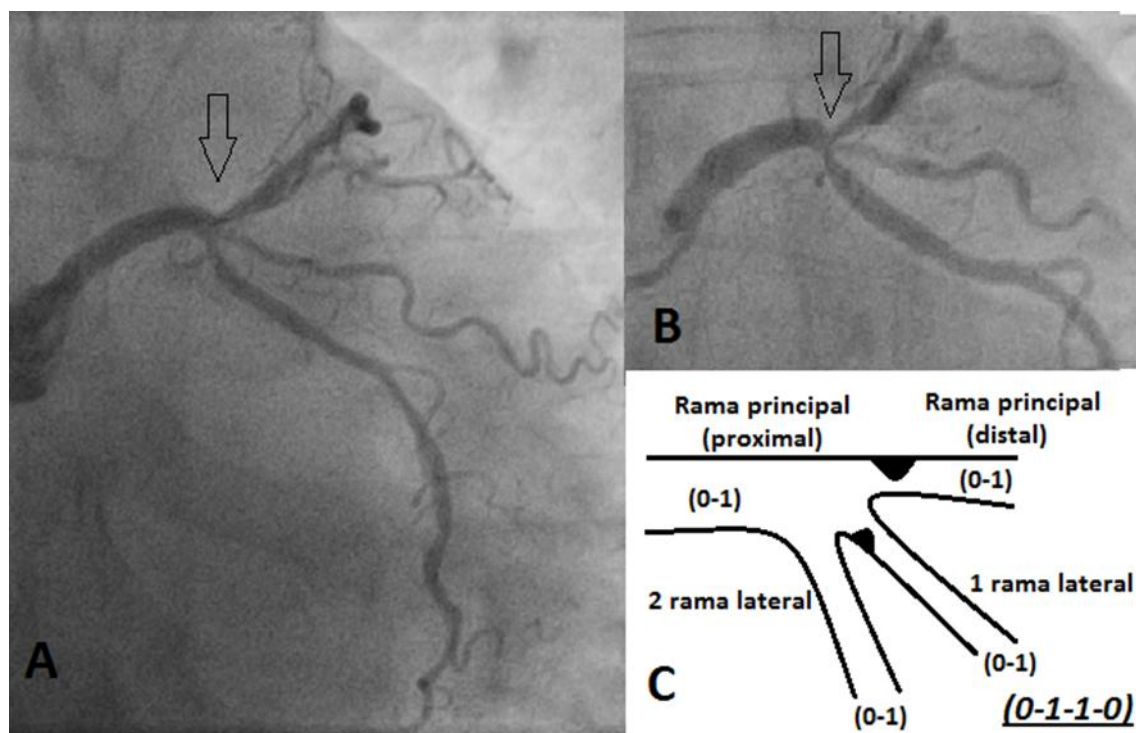 A
B
Rama principal
(proximal)
Rama principal
(distal)
(0-1)
(0-1)
2 rama lateral
1 rama lateral
(0-1)
(0-1)
C
(0-1-1-0)